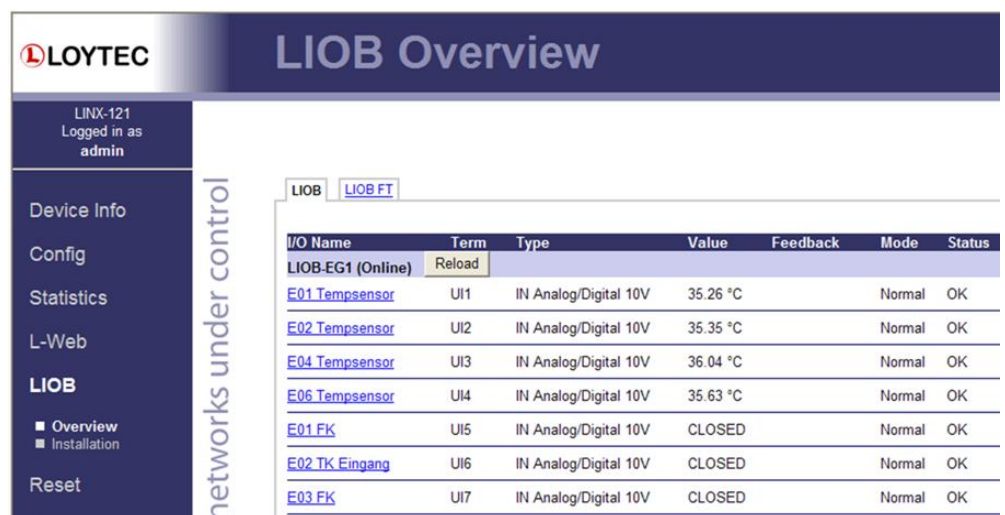 LOYTEC
LIOB Overview
LINX-121
Logged in as
admin
Device Info
Config
Statistics
L-Web
LIOB
Overview
Installation
Reset
networks under control
LIOB LIOB FT
I/O Name Term Type Value Feedback Mode Status
LIOB-EG1 (Online) Reload
E01 Tempsensor UI1 IN Analog/Digital 10V 35.26 °C Normal OK
E02 Tempsensor UI2 IN Analog/Digital 10V 35.35 °C Normal OK
E04 Tempsensor UI3 IN Analog/Digital 10V 36.04 °C Normal OK
E06 Tempsensor UI4 IN Analog/Digital 10V 35.63 °C Normal OK
E01 FK UI5 IN Analog/Digital 10V CLOSED Normal OK
E02 TK Eingang UI6 IN Analog/Digital 10V CLOSED Normal OK
E03 FK UI7 IN Analog/Digital 10V CLOSED Normal OK